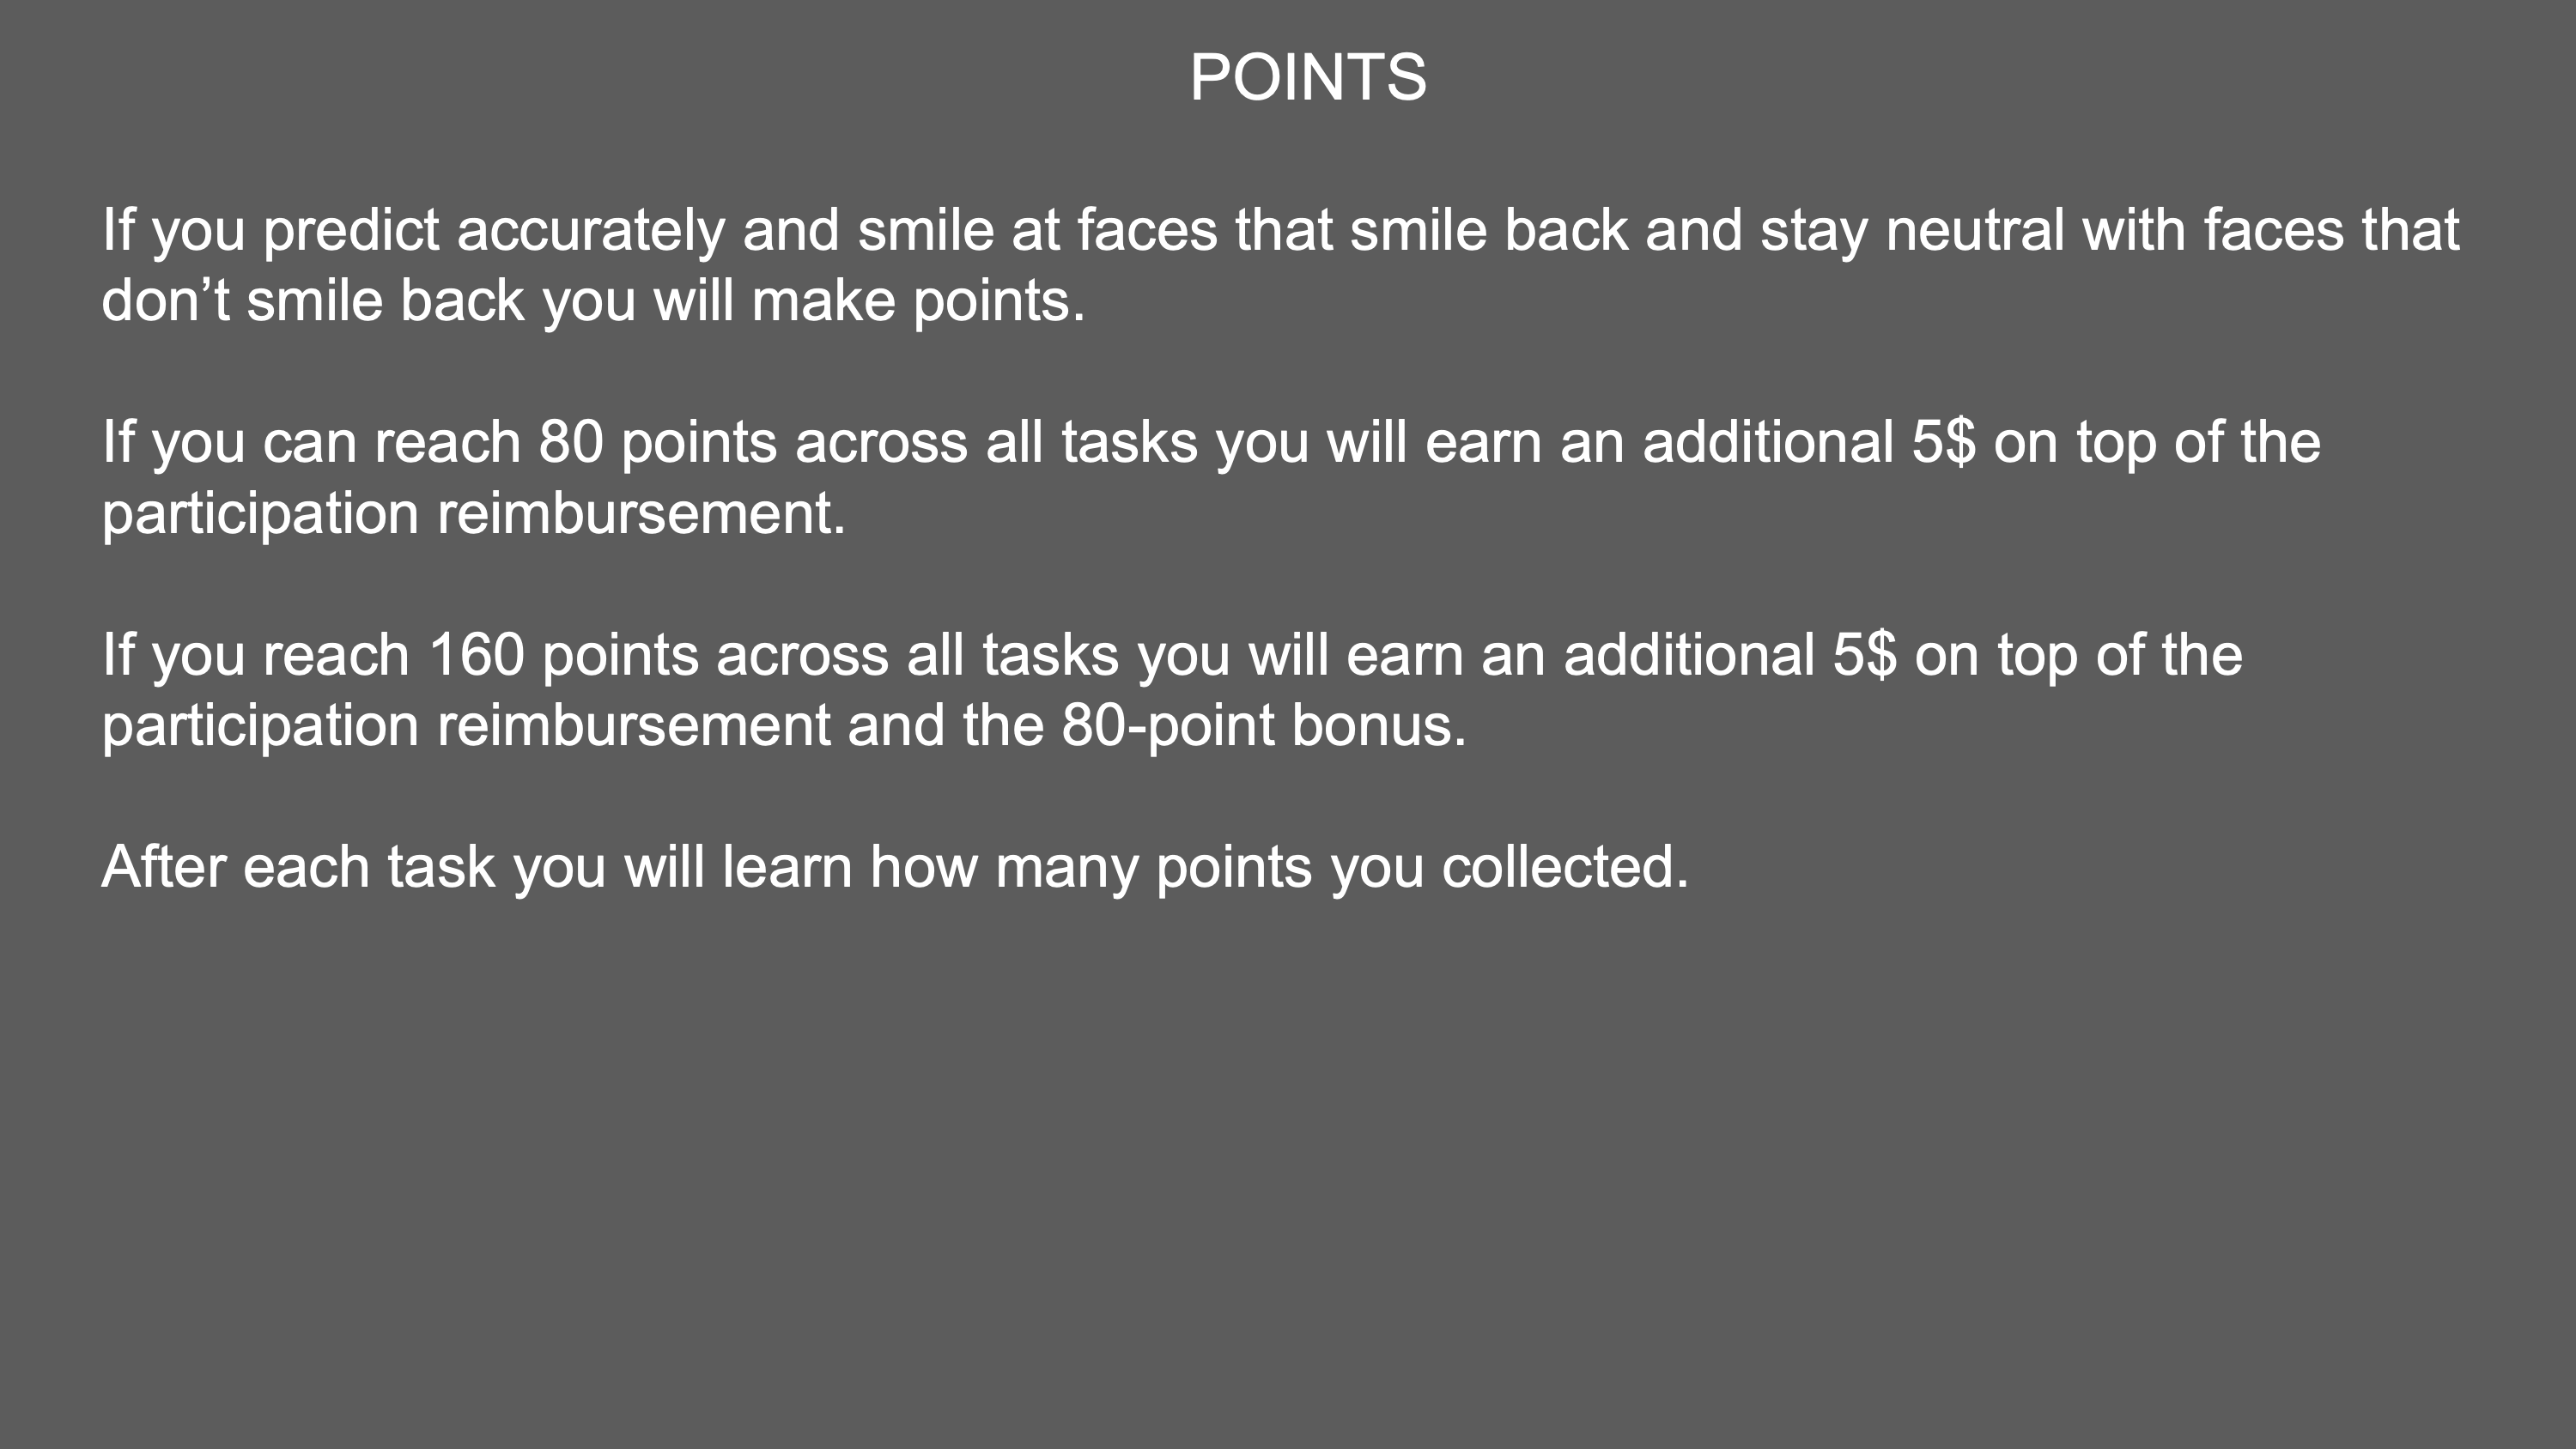 POINTS
If you predict accurately and smile at faces that smile back and stay neutral with faces that
don’t smile back you will make points.
If you can reach 80 points across all tasks you will earn an additional 5$ on top of the
participation reimbursement.
If you reach 160 points across all tasks you will earn an additional 5$ on top of the
participation reimbursement and the 80-point bonus.
After each task you will learn how many points you collected.